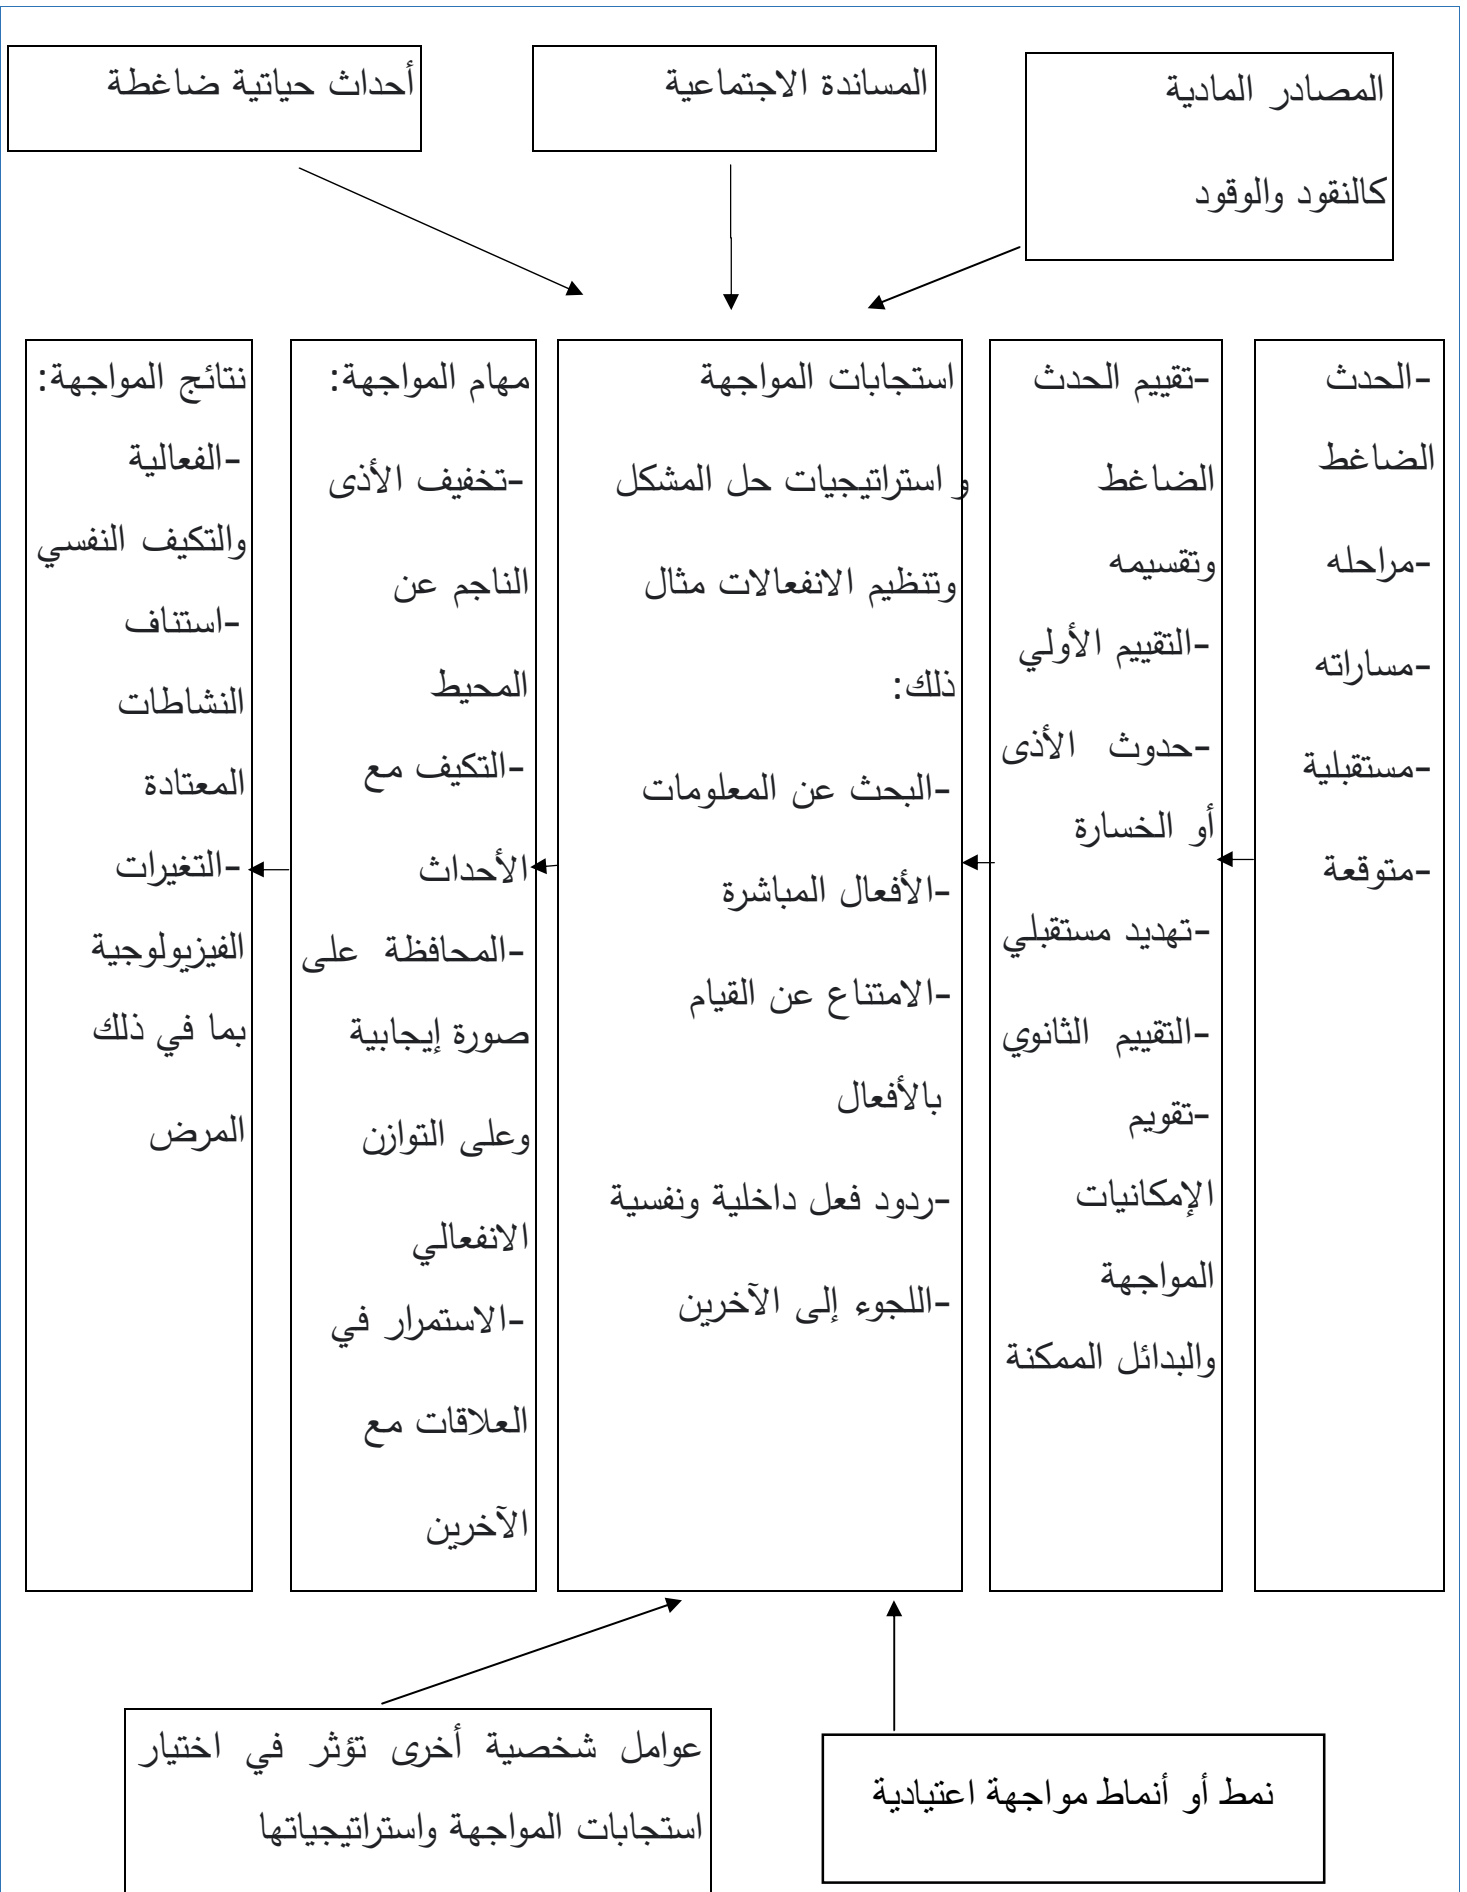 المصادر المادية
كالنقود والوقود
المساندة الاجتماعية
أحداث حياتية ضاغطة
-الحدث
الضاغط
-مراحله
-مساراته
-مستقبلية
-متوقعة
-تقييم الحدث
الضاغط
وتقسيمه
-التقييم الأولي
-حدوث الأذى
أو الخسارة
-تهديد مستقبلي
-التقييم الثانوي
-تقويم
الإمكانيات
المواجهة
والبدائل الممكنة
استجابات المواجهة
و استراتيجيات حل المشكل
وتنظيم الانفعالات مثال
ذلك:
-البحث عن المعلومات
-الأفعال المباشرة
-الامتناع عن القيام
بالأفعال
-ردود فعل داخلية ونفسية
-اللجوء إلى الآخرين
مهام المواجهة:
-تخفيف الأذى
الناجم عن
المحيط
-التكيف مع
الأحداث
-المحافظة على
صورة إيجابية
وعلى التوازن
الانفعالي
-الاستمرار في
العلاقات مع
الآخرين
نتائج المواجهة:
-الفعالية
والتكيف النفسي
-استئناف
النشاطات
المعتادة
-التغيرات
الفيزيولوجية
بما في ذلك
المرض
نمط أو أنماط مواجهة اعتيادية
عوامل شخصية أخرى تؤثر في اختيار
استجابات المواجهة واستراتيجياتها